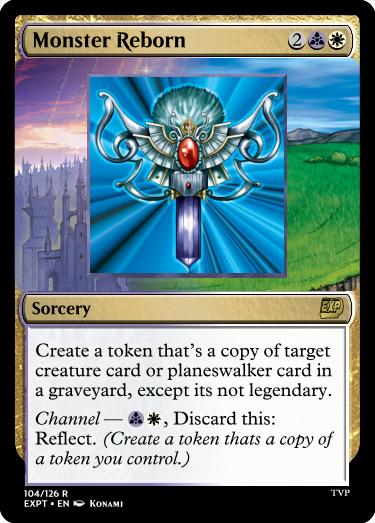 Monster Reborn 2
Sorcery
EXP
Create a token that's a copy of target
creature card or planeswalker card in
a graveyard, except its not legendary.
Channel — , Discard this:
Reflect. (Create a token thats a copy of
a token you control.)
104/126 R
TVP
EXPT • EN Konami